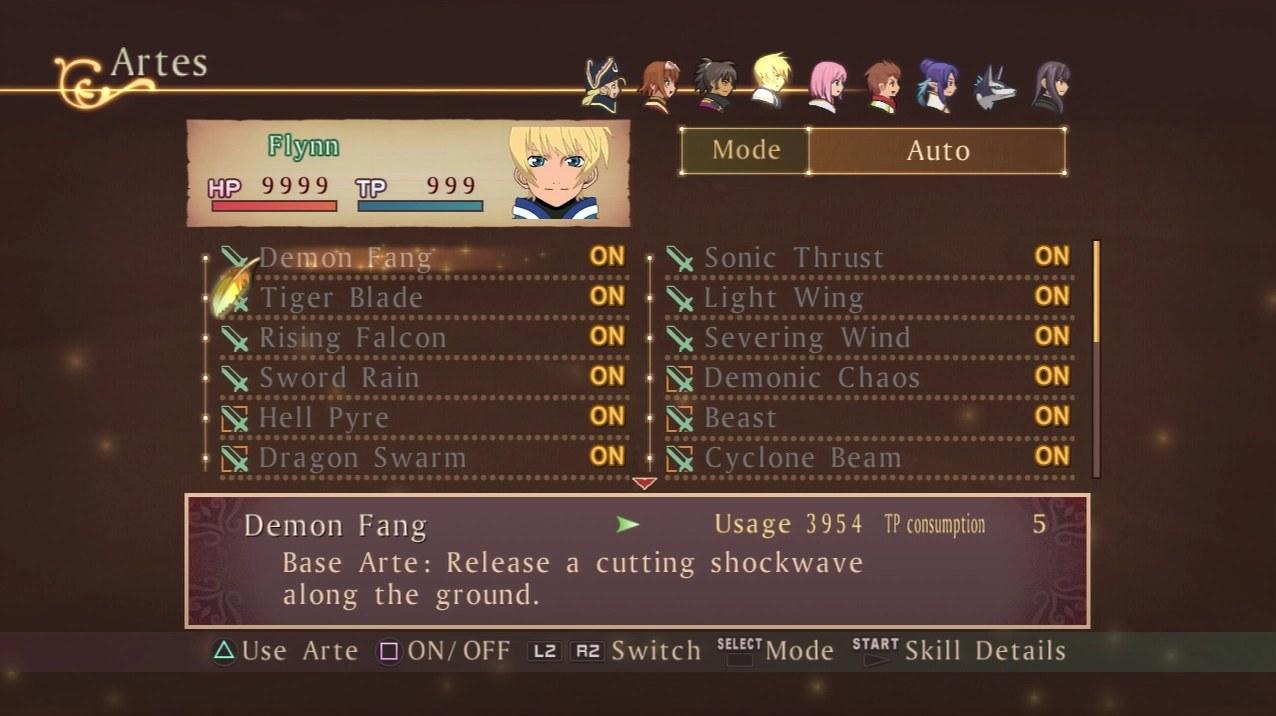 Artes
Flynn
HP 9999 TP 999
Mode Auto
Demon Fang ON Sonic Thrust ON
Tiger Blade ON Light Wing ON
Rising Falcon ON Severing Wind ON
Sword Rain ON Demonic Chaos ON
Hell Pyre ON Beast ON
Dragon Swarm ON Cyclone Beam ON
Demon Fang Usage 3954 TP consumption 5
Base Arte: Release a cutting shockwave
along the ground.
Use Arte ON/OFF L2 R2 Switch SELECT Mode START Skill Details